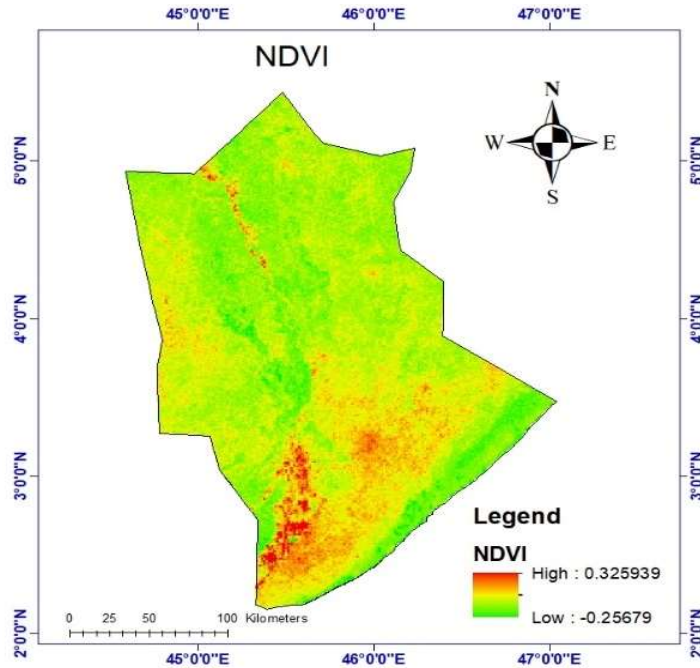 45°0'0"E 46°0'0"E 47°0'0"E
NDVI
N
W E
S
5°0'0"N 5°0'0"N
4°0'0"N 4°0'0"N
3°0'0"N 3°0'0"N
2°0'0"N 2°0'0"N
Legend
NDVI
High : 0.325939
Low : -0.25679
0 25 50 100 Kilometers
45°0'0"E 46°0'0"E 47°0'0"E